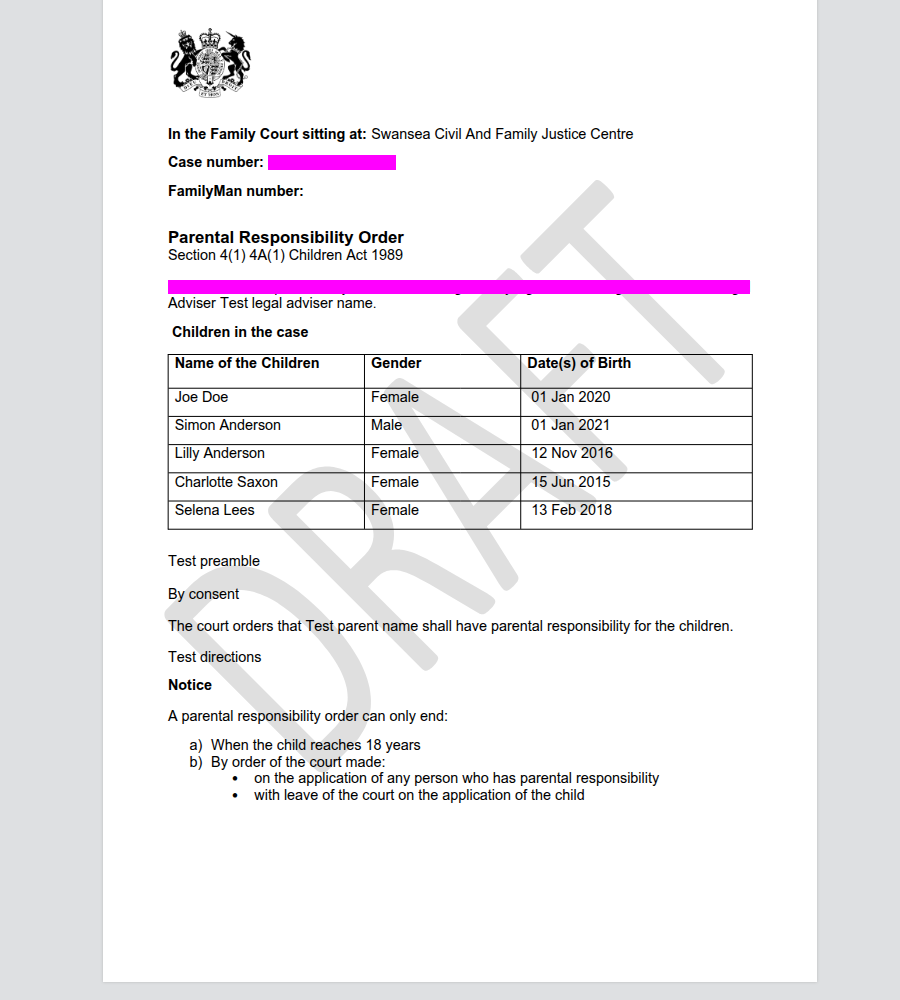 In the Family Court sitting at: Swansea Civil And Family Justice Centre
Case number:
FamilyMan number:
Parental Responsibility Order
Section 4(1) 4A(1) Children Act 1989
Adviser Test legal adviser name.
Children in the case
Name of the Children Gender Date(s) of Birth
Joe Doe Female 01 Jan 2020
Simon Anderson Male 01 Jan 2021
Lilly Anderson Female 12 Nov 2016
Charlotte Saxon Female 15 Jun 2015
Selena Lees Female 13 Feb 2018
DRAFT
Test preamble
By consent
The court orders that Test parent name shall have parental responsibility for the children.
Test directions
Notice
A parental responsibility order can only end:
a) When the child reaches 18 years
b) By order of the court made:
• on the application of any person who has parental responsibility
• with leave of the court on the application of the child